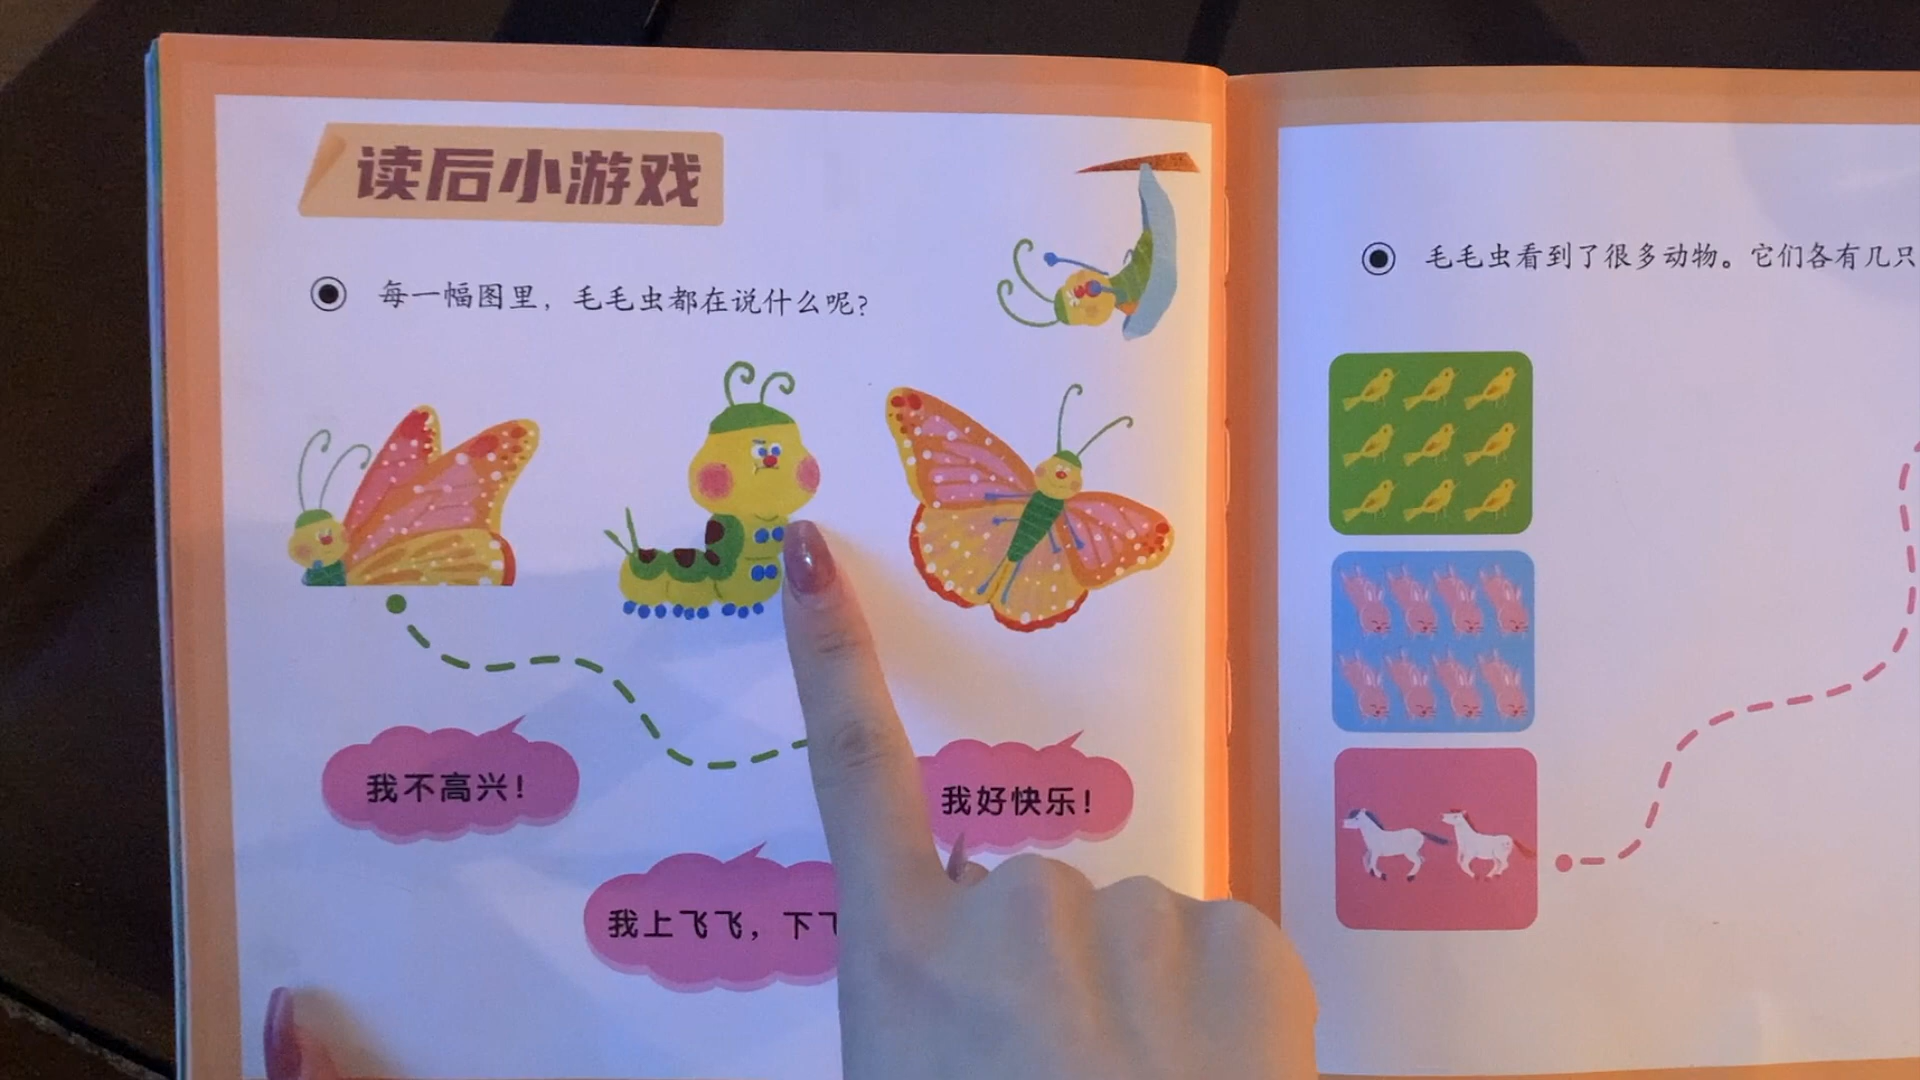 读后小游戏
每一幅图里，毛毛虫都在说什么呢？
我不高兴！
我好快乐！
我上飞飞，下飞
毛毛虫看到了很多动物。它们各有几只